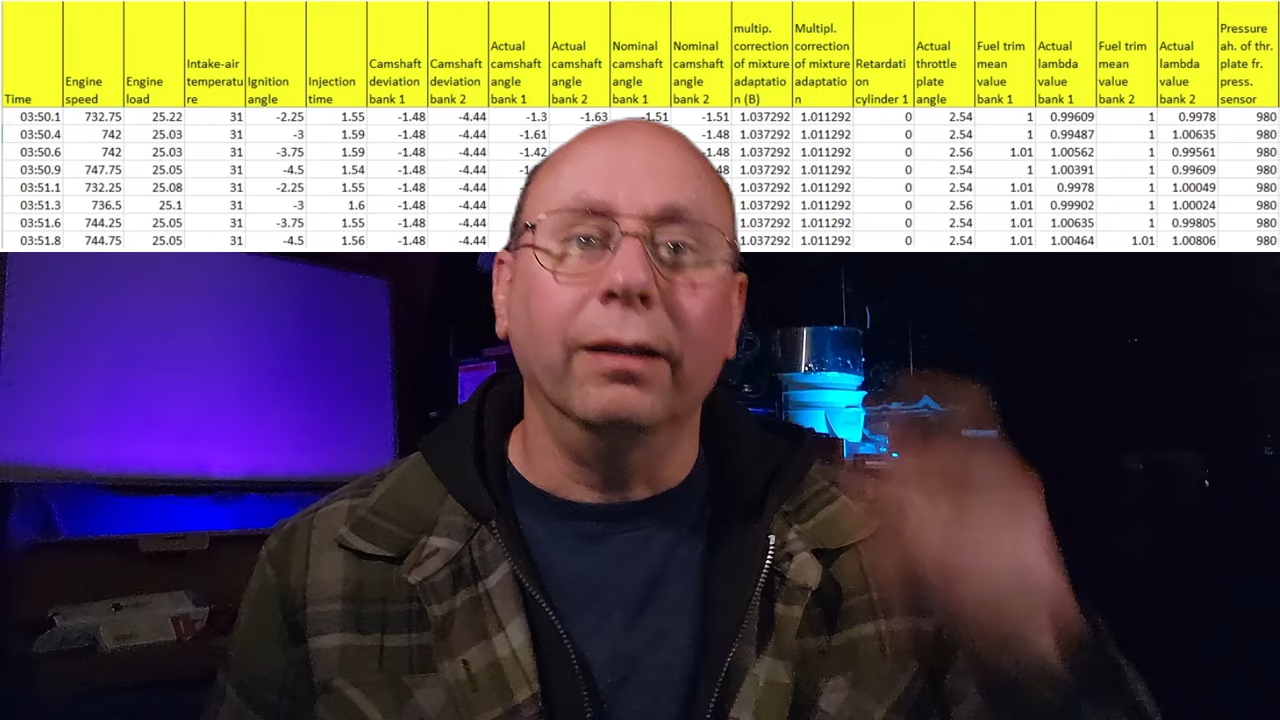 Time
Engine
speed
Engine
load
Intake-air
temperatu
re
Ignition
angle
Injection
time
Camshaft
deviation
bank 1
Camshaft
deviation
bank 2
Actual
camshaft
angle
bank 1
Actual
camshaft
angle
bank 2
Nominal
camshaft
angle
bank 1
Nominal
camshaft
angle
bank 2
multip.
correction
of mixture
adaptatio
n (B)
Multipl.
correction
of mixture
adaptatio
n
Retardati
on
cylinder 1
Actual
throttle
plate
angle
Fuel trim
mean
value
bank 1
Actual
lambda
value
bank 1
Fuel trim
mean
value
bank 2
Actual
lambda
value
bank 2
Pressure
ah. of thr.
plate fr.
press.
sensor
03:50.1 732.75 25.22 31 -2.25 1.55 -1.48 -4.44 -1.3 -1.63 -1.51 -1.51 1.037292 1.011292 0 2.54 1 0.99609 1 0.9978 980
03:50.4 742 25.03 31 -3 1.59 -1.48 -4.44 -1.61 -1.48 1.037292 1.011292 0 2.54 1 0.99487 1 1.00635 980
03:50.6 742 25.03 31 -3.75 1.59 -1.48 -4.44 -1.42 -1.48 1.037292 1.011292 0 2.56 1.01 1.00562 1 0.99561 980
03:50.9 747.75 25.05 31 -4.5 1.54 -1.48 -4.44 1.037292 1.011292 0 2.54 1 1.00391 1 0.99609 980
03:51.1 732.25 25.08 31 -2.25 1.55 -1.48 -4.44 1.037292 1.011292 0 2.54 1.01 0.9978 1 1.00049 980
03:51.3 736.5 25.1 31 -3 1.6 -1.48 -4.44 1.037292 1.011292 0 2.56 1.01 0.99902 1 1.00024 980
03:51.6 744.25 25.05 31 -3.75 1.55 -1.48 -4.44 1.037292 1.011292 0 2.54 1.01 1.00635 1 0.99805 980
03:51.8 744.75 25.05 31 -4.5 1.56 -1.48 -4.44 1.037292 1.011292 0 2.54 1.01 1.00464 1.01 1.00806 980